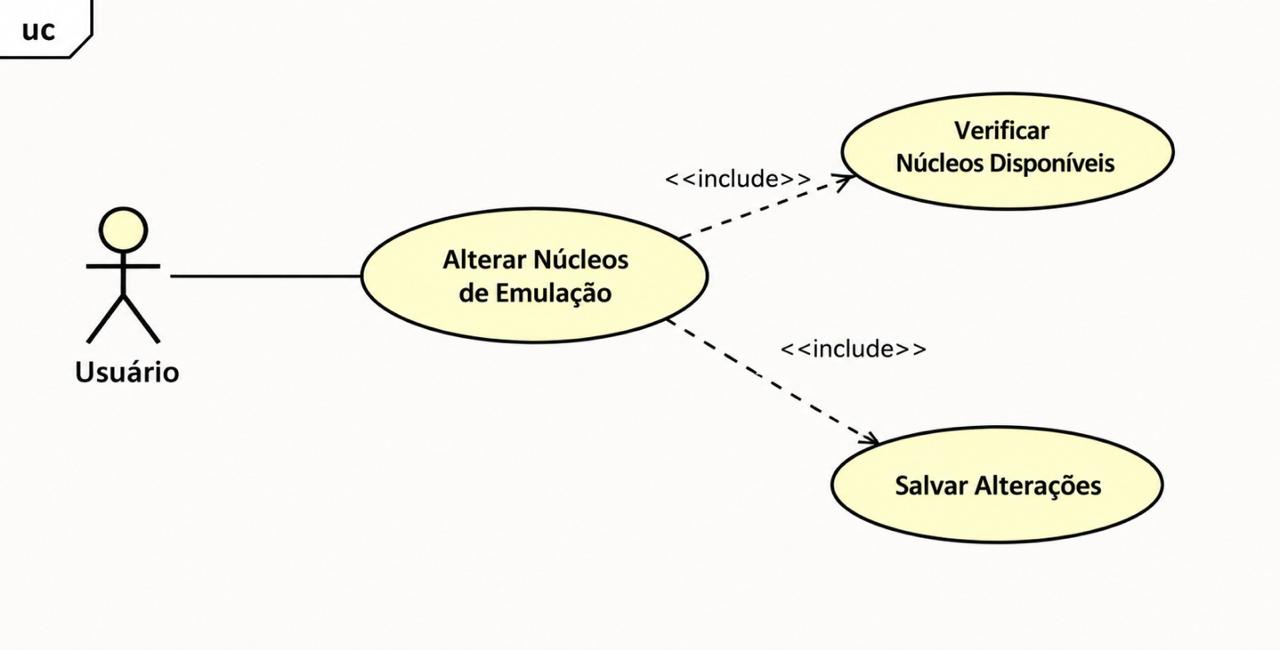 uc
Verificar
Núcleos Disponíveis
<<include>>
Alterar Núcleos
de Emulação
<<include>>
Usuário
Salvar Alterações